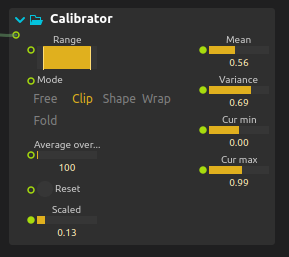 Calibrator
Range
Mean
0.56
Mode
Variance
Free Clip Shape Wrap
0.69
Fold
Cur min
0.00
Average over...
100
Cur max
0.99
Reset
Scaled
0.13